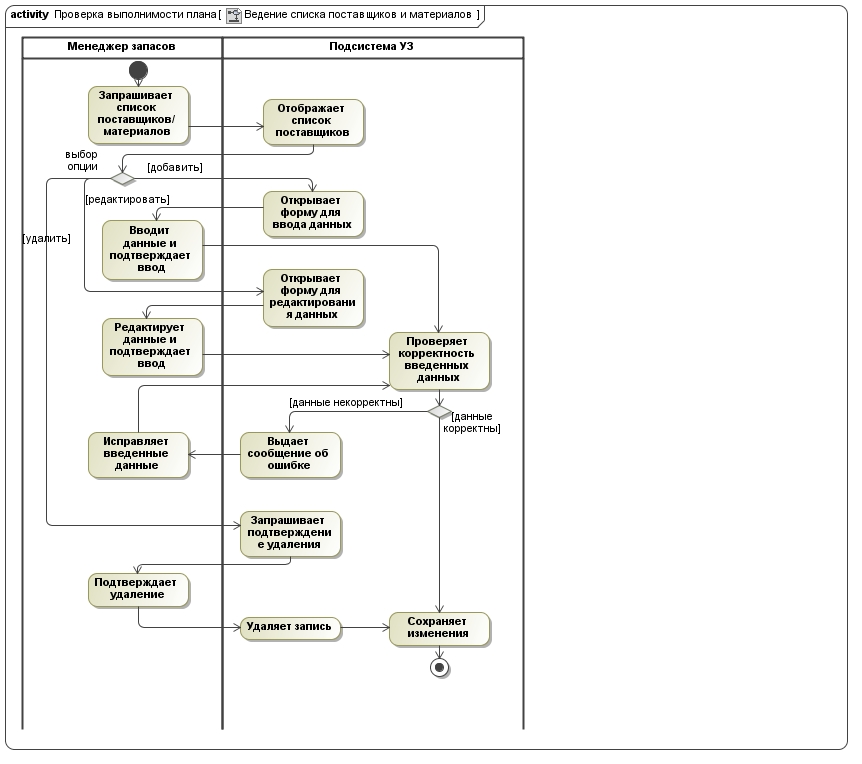 activity Проверка выполнимости плана [ Ведение списка поставщиков и материалов ]
Менеджер запасов
Подсистема УЗ
Запрашивает
список
поставщиков/
материалов
Отображает
список
поставщиков
выбор
опции
[добавить]
[редактировать]
[удалить]
Открывает
форму для
ввода данных
Вводит
данные и
подтверждает
ввод
Открывает
форму для
редактировани
я данных
Редактирует
данные и
подтверждает
ввод
Проверяет
корректность
введенных
данных
[данные некорректны]
[данные
корректны]
Исправляет
введенные
данные
Выдает
сообщение об
ошибке
Запрашивает
подтверждени
е удаления
Подтверждает
удаление
Удаляет запись
Сохраняет
изменения